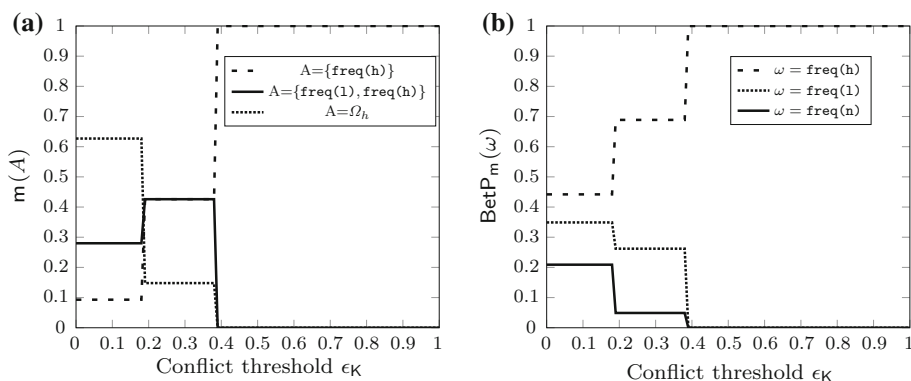 (a)
1
0.9
0.8
0.7
0.6
0.5
0.4
0.3
0.2
0.1
0
m(A)
A={freq(h)}
A={freq(l),freq(h)}
A=Ω_h
0 0.1 0.2 0.3 0.4 0.5 0.6 0.7 0.8 0.9 1
Conflict threshold ϵ_K
(b)
1
0.9
0.8
0.7
0.6
0.5
0.4
0.3
0.2
0.1
0
BetP_m(ω)
ω = freq(h)
ω = freq(l)
ω = freq(n)
0 0.1 0.2 0.3 0.4 0.5 0.6 0.7 0.8 0.9 1
Conflict threshold ϵ_K